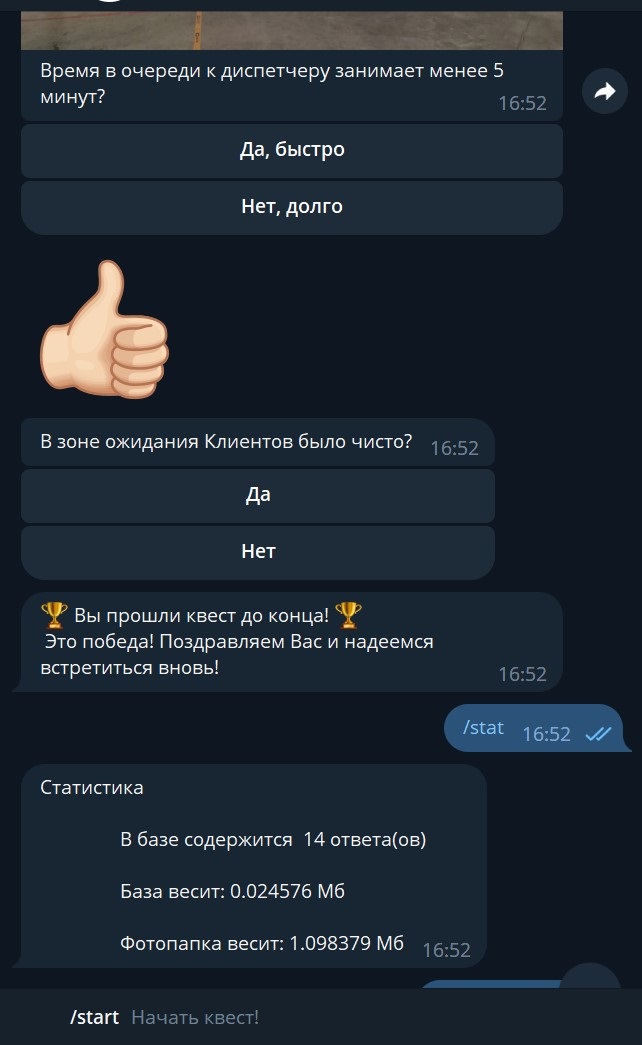 Время в очереди к диспетчеру занимает менее 5
минут?
16:52
Да, быстро
Нет, долго
В зоне ожидания Клиентов было чисто?
16:52
Да
Нет
🏆 Вы прошли квест до конца! 🏆
Это победа! Поздравляем Вас и надеемся
встретиться вновь!
16:52
/stat 16:52
Статистика
В базе содержится 14 ответа(ов)
База весит: 0.024576 Мб
Фотопапка весит: 1.098379 Мб
16:52
/start Начать квест!